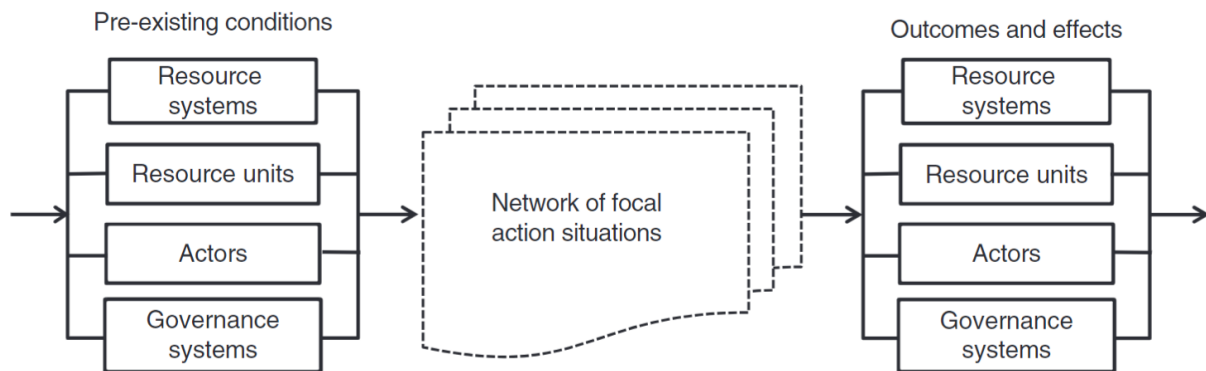 Pre-existing conditions
Resource
systems
Resource units
Actors
Governance
systems
Network of focal
action situations
Outcomes and effects
Resource
systems
Resource units
Actors
Governance
systems